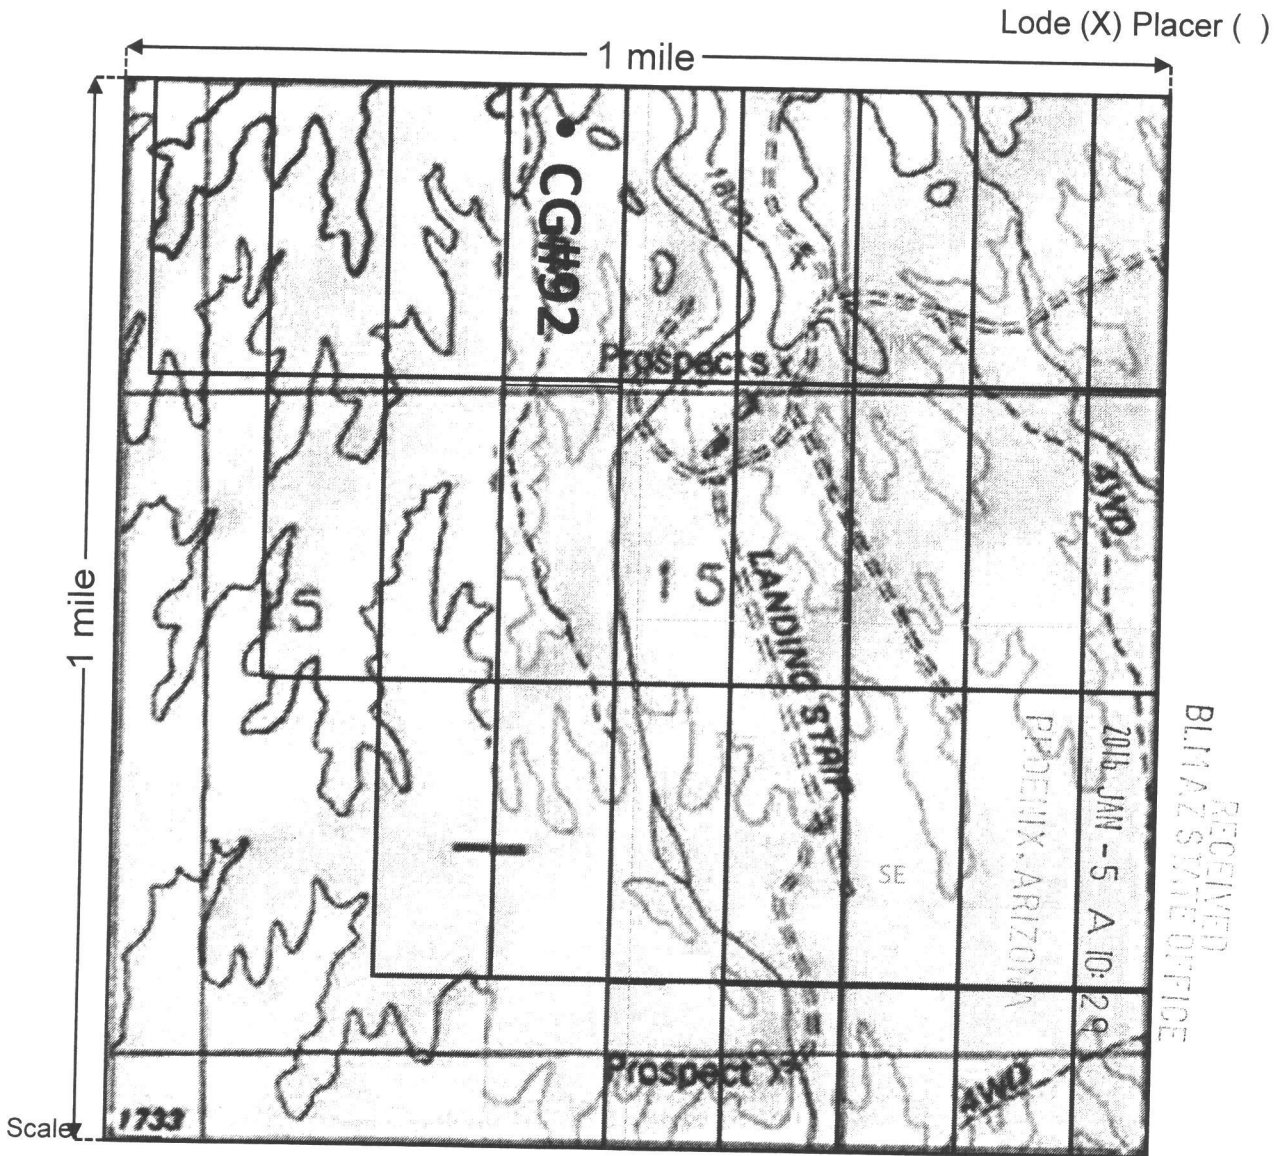 Lode (X) Placer ( )
1 mile
1 mile
CG#92
1800
Prospects x
15
5
4WD
LANDING STRIP
SE
RECEIVED
BLM AZ STATE OFFICE
2016 JAN -5 A 10:29
PHOENIX, ARIZONA
Prospect X
4WD
1733
Scale